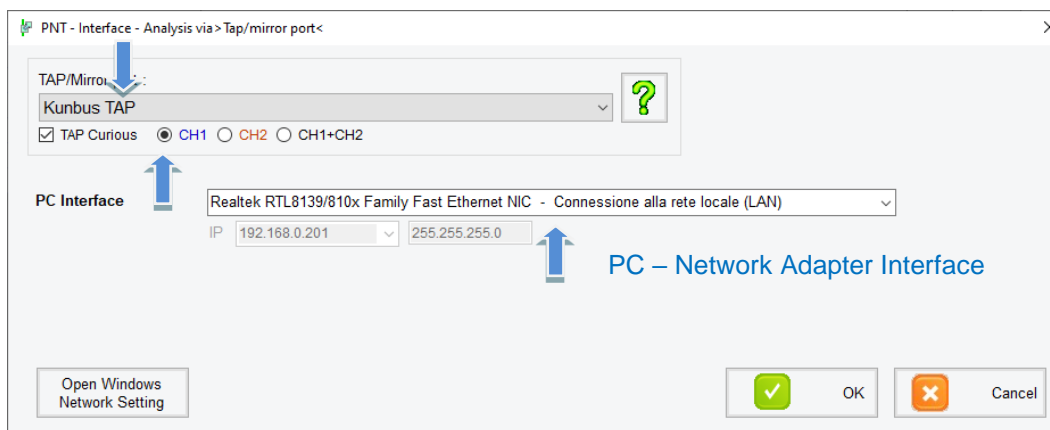 PNT - Interface - Analysis via>Tap/mirror port<
TAP/Mirror
Kunbus TAP
TAP Curious CH1 CH2 CH1+CH2
PC Interface Realtek RTL8139/810x Family Fast Ethernet NIC - Connessione alla rete locale (LAN)
IP 192.168.0.201 255.255.255.0
PC – Network Adapter Interface
Open Windows
Network Setting
OK
Cancel